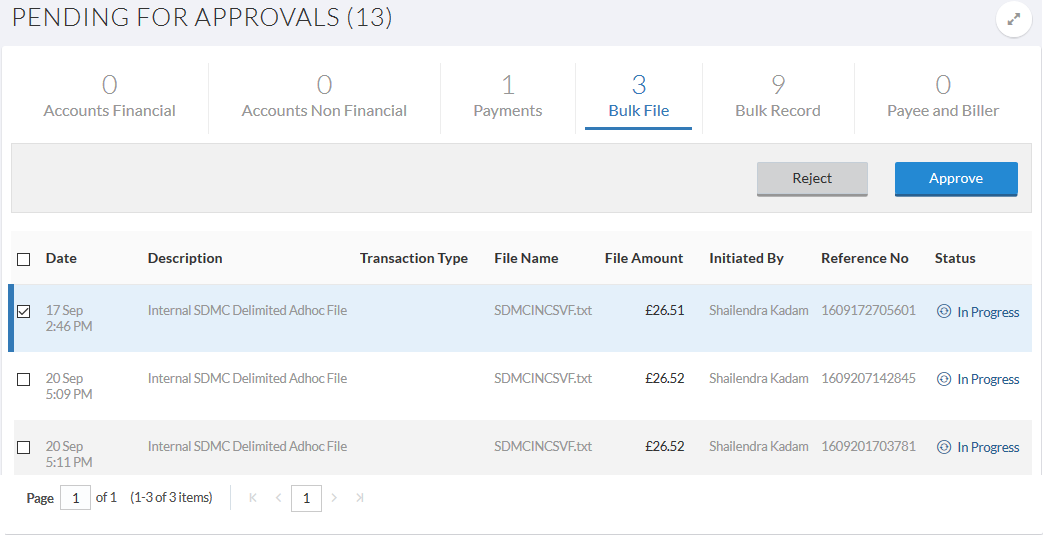 PENDING FOR APPROVALS (13)
0 0 1 3 9 0
Accounts Financial Accounts Non Financial Payments Bulk File Bulk Record Payee and Biller
Reject Approve
Date Description Transaction Type File Name File Amount Initiated By Reference No Status
17 Sep Internal SDMC Delimited Adhoc File SDMCINCSVF.txt £26.51 Shailendra Kadam 1609172705601 In Progress
2:46 PM
20 Sep Internal SDMC Delimited Adhoc File SDMCINCSVF.txt £26.52 Shailendra Kadam 1609207142845 In Progress
5:09 PM
20 Sep Internal SDMC Delimited Adhoc File SDMCINCSVF.txt £26.52 Shailendra Kadam 1609201703781 In Progress
5:11 PM
Page 1 of 1 (1-3 of 3 items) 1